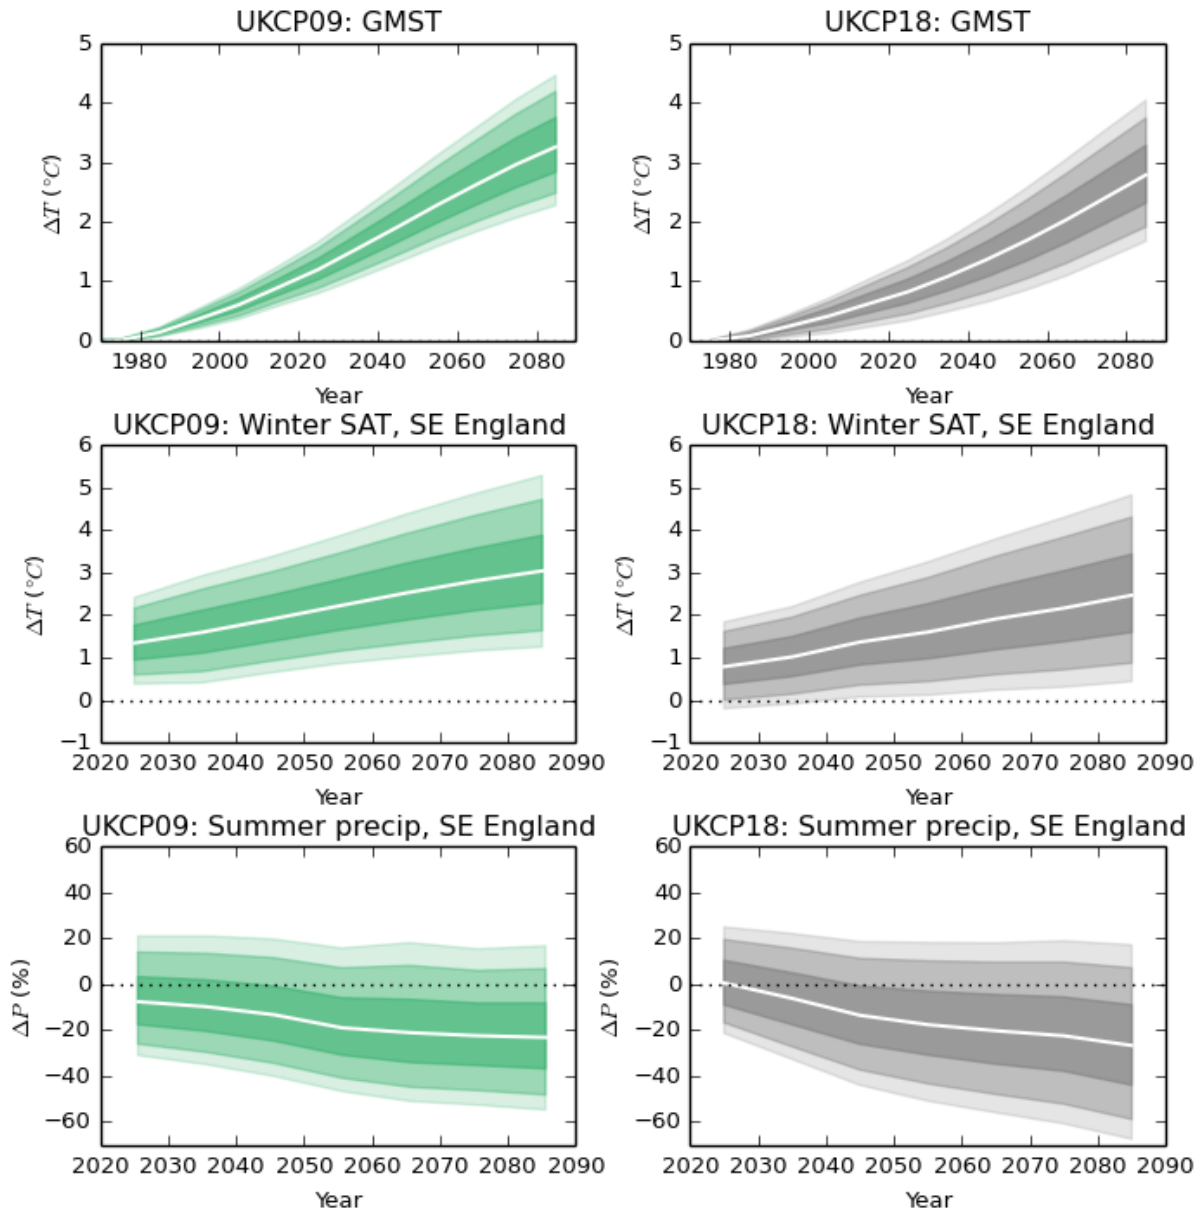 UKCP09: GMST
UKCP18: GMST
5
4
3
2
1
0
ΔT (°C)
1980 2000 2020 2040 2060 2080
Year
5
4
3
2
1
0
ΔT (°C)
1980 2000 2020 2040 2060 2080
Year
UKCP09: Winter SAT, SE England
UKCP18: Winter SAT, SE England
6
5
4
3
2
1
0
−1
ΔT (°C)
2020 2030 2040 2050 2060 2070 2080 2090
Year
6
5
4
3
2
1
0
−1
ΔT (°C)
2020 2030 2040 2050 2060 2070 2080 2090
Year
UKCP09: Summer precip, SE England
UKCP18: Summer precip, SE England
60
40
20
0
−20
−40
−60
ΔP (%)
2020 2030 2040 2050 2060 2070 2080 2090
Year
60
40
20
0
−20
−40
−60
ΔP (%)
2020 2030 2040 2050 2060 2070 2080 2090
Year